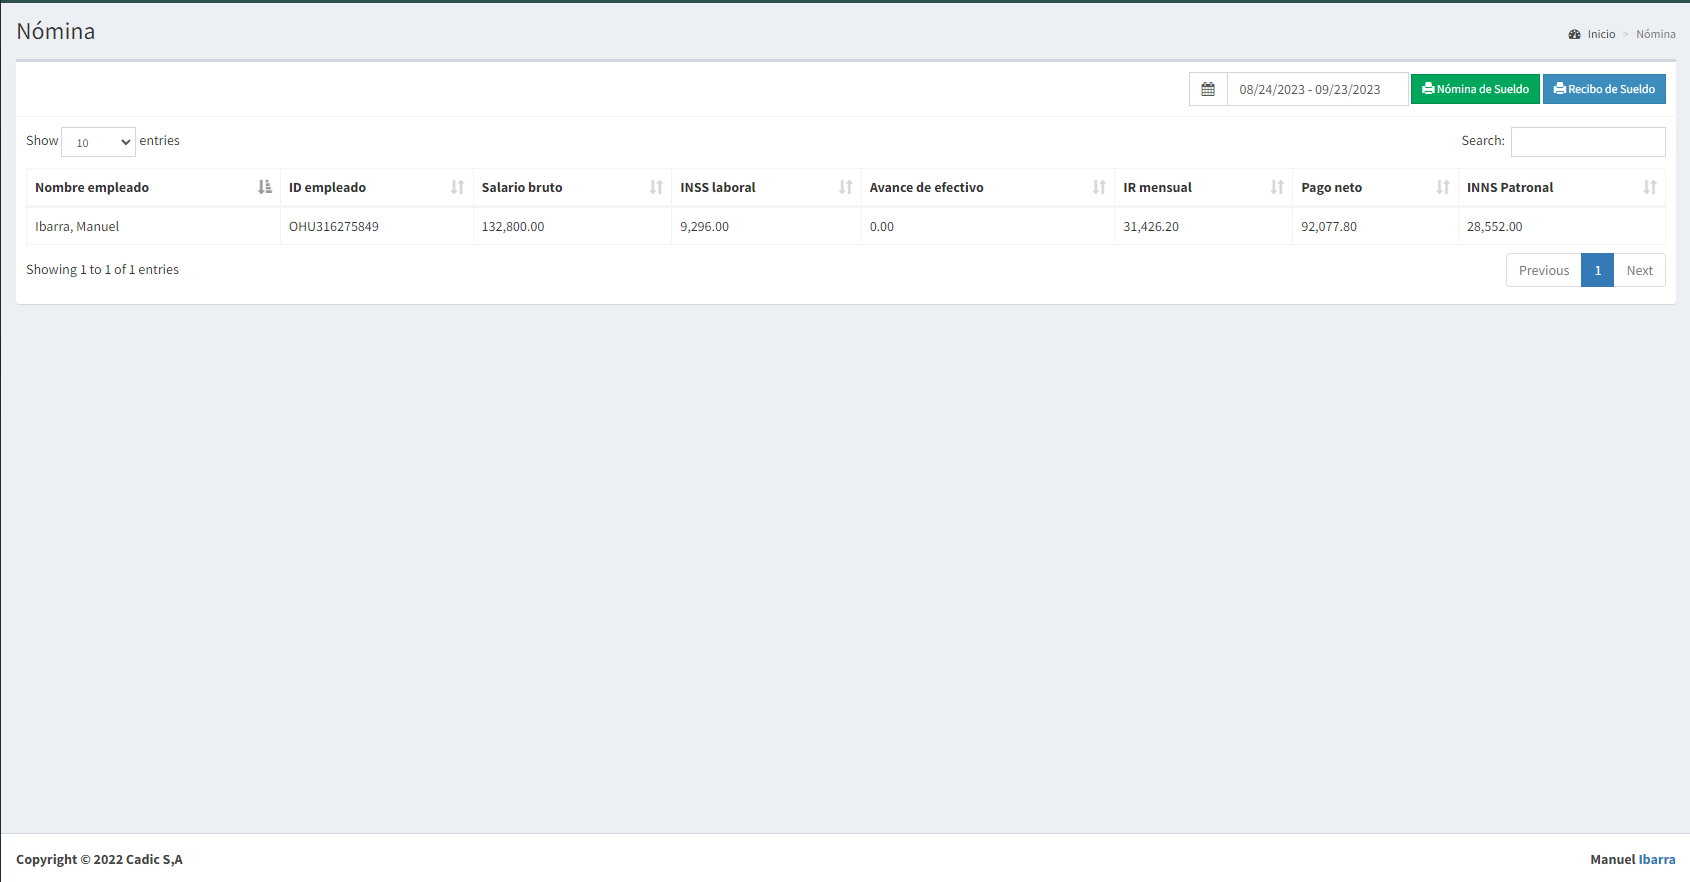 Nómina
Inicio > Nómina
08/24/2023 - 09/23/2023 Nómina de Sueldo Recibo de Sueldo
Show 10 entries Search:
Nombre empleado ID empleado Salario bruto INSS laboral Avance de efectivo IR mensual Pago neto INNS Patronal
Ibarra, Manuel OHU316275849 132,800.00 9,296.00 0.00 31,426.20 92,077.80 28,552.00
Showing 1 to 1 of 1 entries Previous 1 Next
Copyright © 2022 Cadic S,A Manuel Ibarra